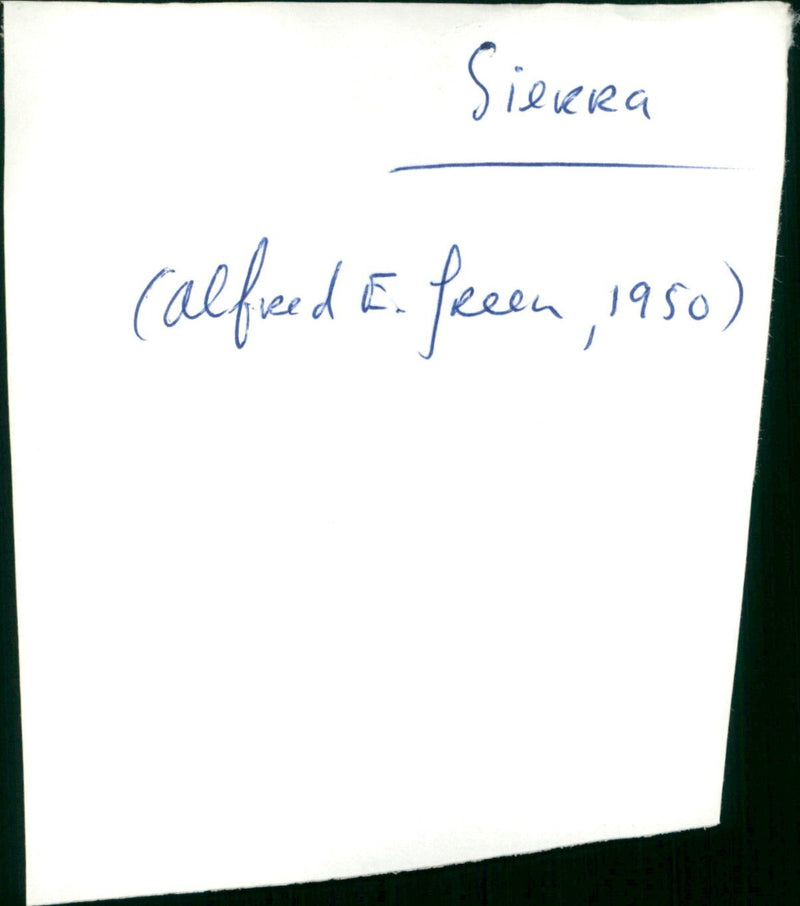 Sierra
(Alfred E. Green, 1950)